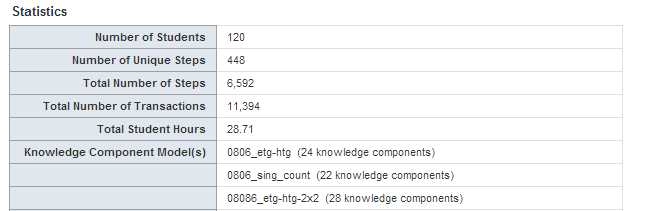 Statistics
Number of Students 120
Number of Unique Steps 448
Total Number of Steps 6,592
Total Number of Transactions 11,394
Total Student Hours 28.71
Knowledge Component Model(s) 0806_etg-htg (24 knowledge components)
0806_sing_count (22 knowledge components)
08086_etg-htg-2x2 (28 knowledge components)